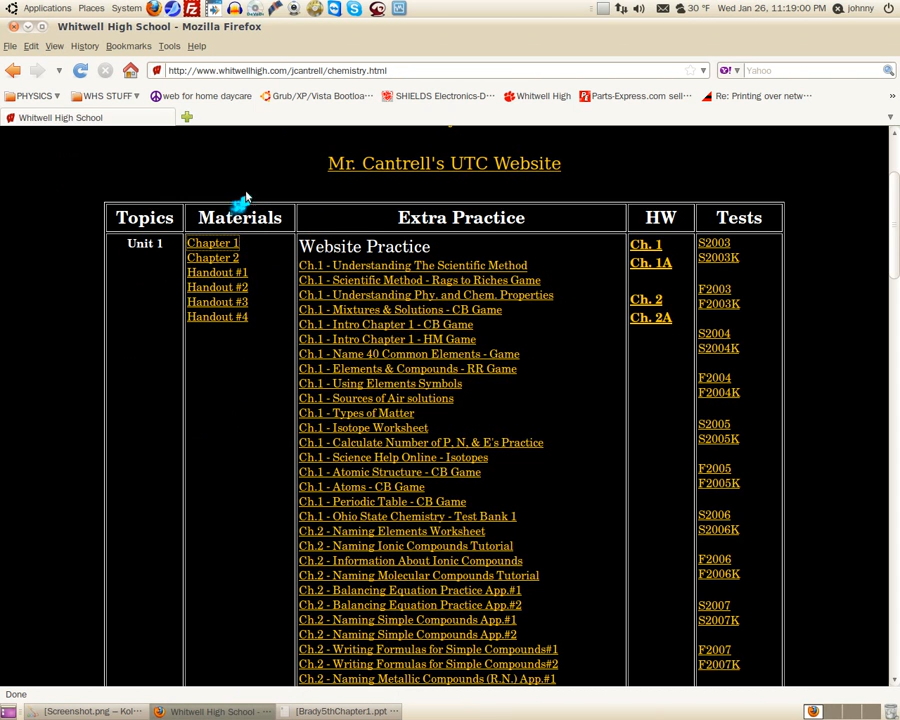 Applications Places System 30 °F Wed Jan 26, 11:19:00 PM johnny
Whitwell High School - Mozilla Firefox
File Edit View History Bookmarks Tools Help
http://www.whitwellhigh.com/jcantrell/chemistry.html Yahoo
PHYSICS WHS STUFF web for home daycare Grub/XP/Vista Bootloa... SHIELDS Electronics-D... Whitwell High Parts-Express.com sell... Re: Printing over netw... »
Whitwell High School
Mr. Cantrell's UTC Website
Topics Materials Extra Practice HW Tests
Unit 1
Chapter 1
Chapter 2
Handout #1
Handout #2
Handout #3
Handout #4
Website Practice
Ch.1 - Understanding The Scientific Method
Ch.1 - Scientific Method - Rags to Riches Game
Ch.1 - Understanding Phy. and Chem. Properties
Ch.1 - Mixtures & Solutions - CB Game
Ch.1 - Intro Chapter 1 - CB Game
Ch.1 - Intro Chapter 1 - HM Game
Ch.1 - Name 40 Common Elements - Game
Ch.1 - Elements & Compounds - RR Game
Ch.1 - Using Elements Symbols
Ch.1 - Sources of Air solutions
Ch.1 - Types of Matter
Ch.1 - Isotope Worksheet
Ch.1 - Calculate Number of P, N, & E's Practice
Ch.1 - Science Help Online - Isotopes
Ch.1 - Atomic Structure - CB Game
Ch.1 - Atoms - CB Game
Ch.1 - Periodic Table - CB Game
Ch.1 - Ohio State Chemistry - Test Bank 1
Ch.2 - Naming Elements Worksheet
Ch.2 - Naming Ionic Compounds Tutorial
Ch.2 - Information About Ionic Compounds
Ch.2 - Naming Molecular Compounds Tutorial
Ch.2 - Balancing Equation Practice App.#1
Ch.2 - Balancing Equation Practice App.#2
Ch.2 - Naming Simple Compounds App.#1
Ch.2 - Naming Simple Compounds App.#2
Ch.2 - Writing Formulas for Simple Compounds#1
Ch.2 - Writing Formulas for Simple Compounds#2
Ch.2 - Naming Metallic Compounds (R.N.) App.#1
Ch. 1
Ch. 1A
Ch. 2
Ch. 2A
S2003
S2003K
F2003
F2003K
S2004
S2004K
F2004
F2004K
S2005
S2005K
F2005
F2005K
S2006
S2006K
F2006
F2006K
S2007
S2007K
F2007
F2007K
Done
[Screenshot.png — Kol... Whitwell High School - ... [Brady5thChapter1.ppt ...